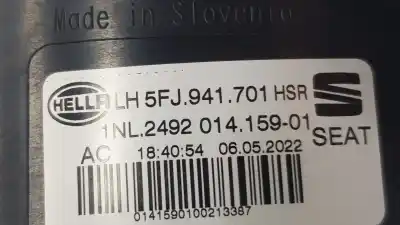 Made in Slovenia
HELLA LH 5FJ.941.701 HSR
1NL.2492 014.159-01 SEAT
AC 18:40:54 06.05.2022
0141590100213387